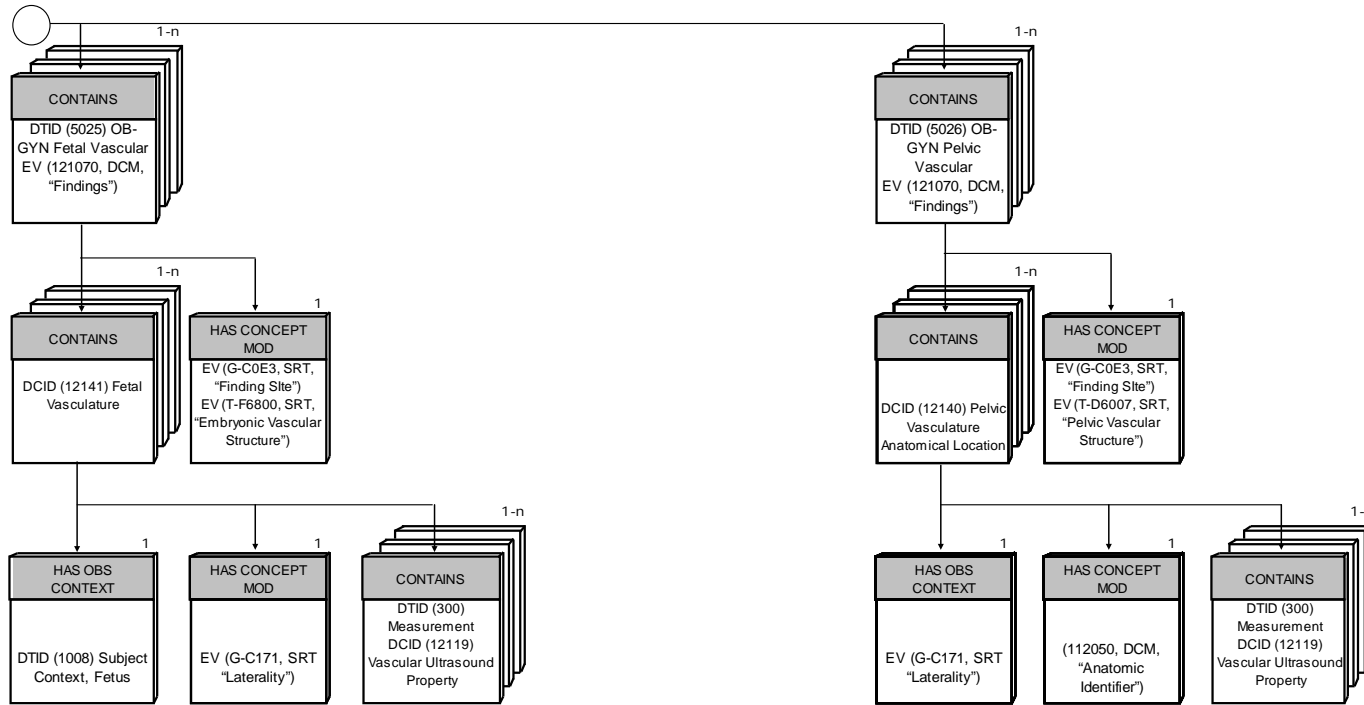 1-n
CONTAINS
DTID (5025) OB-
GYN Fetal Vascular
EV (121070, DCM,
“Findings”)
1-n
CONTAINS
DTID (5026) OB-
GYN Pelvic
Vascular
EV (121070, DCM,
“Findings”)
1-n
CONTAINS
DCID (12141) Fetal
Vasculature
1
HAS CONCEPT
MOD
EV (G-C0E3, SRT,
“Finding SIte”)
EV (T-F6800, SRT,
“Embryonic Vascular
Structure”)
1-n
CONTAINS
DCID (12140) Pelvic
Vasculature
Anatomical Location
1
HAS CONCEPT
MOD
EV (G-C0E3, SRT,
“Finding SIte”)
EV (T-D6007, SRT,
“Pelvic Vascular
Structure”)
1
HAS OBS
CONTEXT
DTID (1008) Subject
Context, Fetus
1
HAS CONCEPT
MOD
EV (G-C171, SRT
“Laterality”)
1-n
CONTAINS
DTID (300)
Measurement
DCID (12119)
Vascular Ultrasound
Property
1
HAS OBS
CONTEXT
EV (G-C171, SRT
“Laterality”)
1
HAS CONCEPT
MOD
(112050, DCM,
“Anatomic
Identifier”)
1-
CONTAINS
DTID (300)
Measurement
DCID (12119)
Vascular Ultrasound
Property